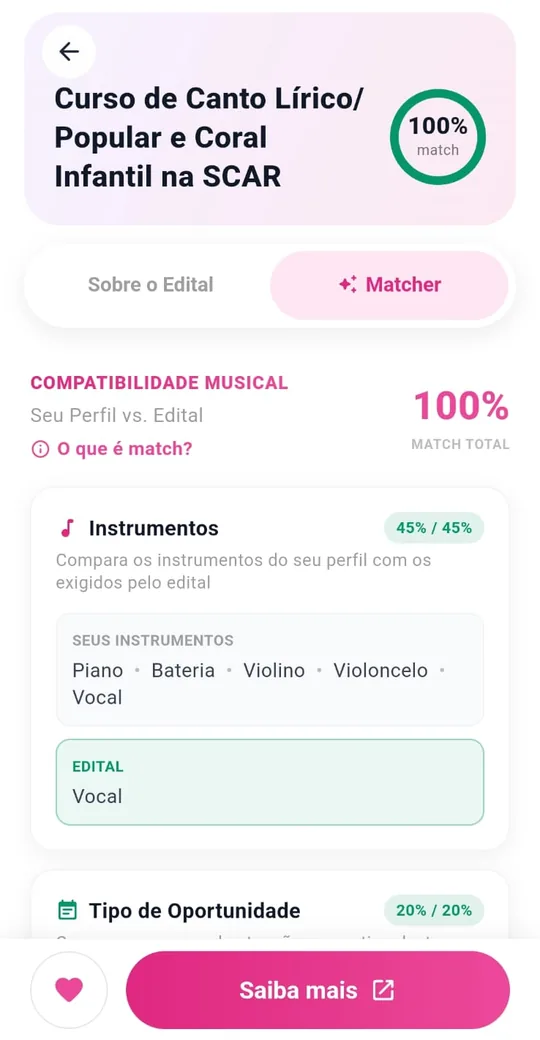 Curso de Canto Lírico/
Popular e Coral
Infantil na SCAR
100%
match
Sobre o Edital
Matcher
COMPATIBILIDADE MUSICAL
Seu Perfil vs. Edital
O que é match?
100%
MATCH TOTAL
Instrumentos
45% / 45%
Compara os instrumentos do seu perfil com os
exigidos pelo edital
SEUS INSTRUMENTOS
Piano • Bateria • Violino • Violoncelo •
Vocal
EDITAL
Vocal
Tipo de Oportunidade
20% / 20%
Saiba mais